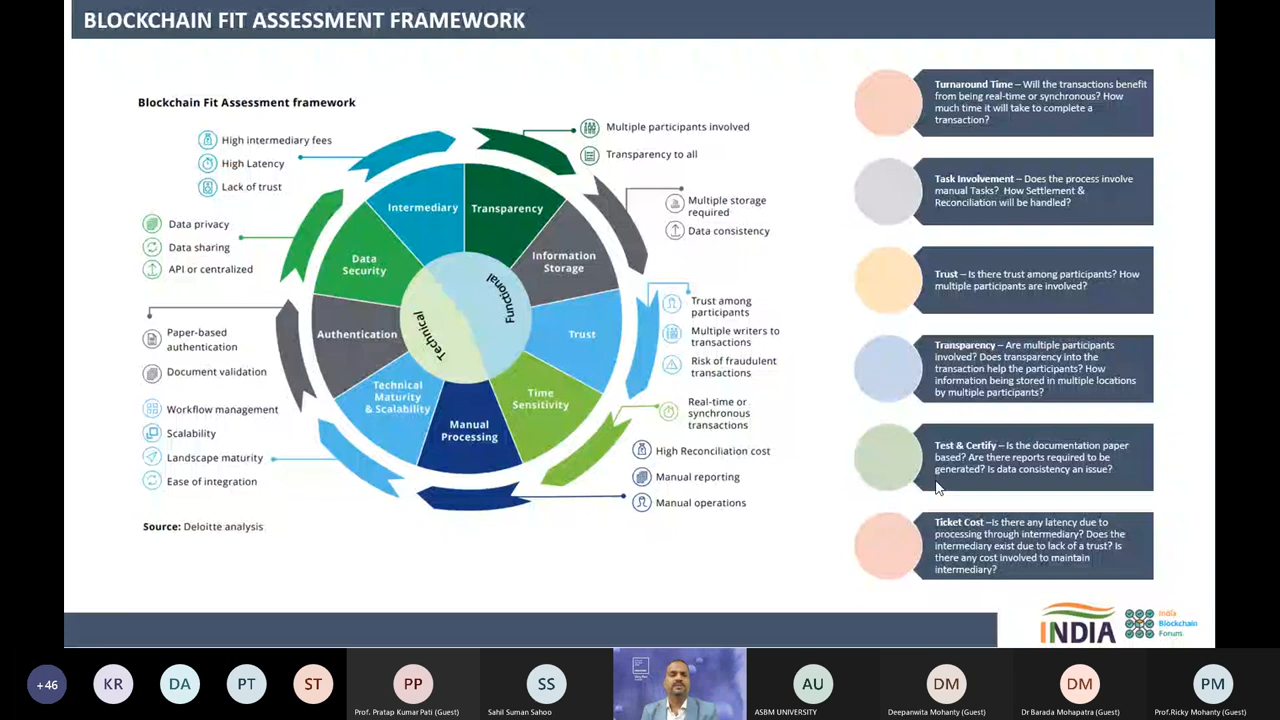 BLOCKCHAIN FIT ASSESSMENT FRAMEWORK
Blockchain Fit Assessment framework
High intermediary fees
High Latency
Lack of trust
Data privacy
Data sharing
API or centralized
Paper-based
authentication
Document validation
Workflow management
Scalability
Landscape maturity
Ease of integration
Source: Deloitte analysis
Intermediary
Transparency
Data
Security
Information
Storage
Authentication
Trust
Technical
Maturity
& Scalability
Time
Sensitivity
Manual
Processing
Functional
Technical
Multiple participants involved
Transparency to all
Multiple storage
required
Data consistency
Trust among
participants
Multiple writers to
transactions
Risk of fraudulent
transactions
Real-time or
synchronous
transactions
High Reconciliation cost
Manual reporting
Manual operations
Turnaround Time – Will the transactions benefit
from being real-time or synchronous? How
much time it will take to complete a
transaction?
Task Involvement – Does the process involve
manual Tasks? How Settlement &
Reconciliation will be handled?
Trust – Is there trust among participants? How
multiple participants are involved?
Transparency – Are multiple participants
involved? Does transparency into the
transaction help the participants? How
information being stored in multiple locations
by multiple participants?
Test & Certify – Is the documentation paper
based? Are there reports required to be
generated? Is data consistency an issue?
Ticket Cost –Is there any latency due to
processing through intermediary? Does the
intermediary exist due to lack of a trust? Is
there any cost involved to maintain
intermediary?
INDIA
India
Blockchain
Forum
+46
KR
DA
PT
ST
PP
Prof. Pratap Kumar Pati (Guest)
SS
Sahil Suman Sahoo
AU
ASBM UNIVERSITY
DM
Deepanwita Mohanty (Guest)
DM
Dr Barada Mohapatra (Guest)
PM
Prof.Ricky Mohanty (Guest)